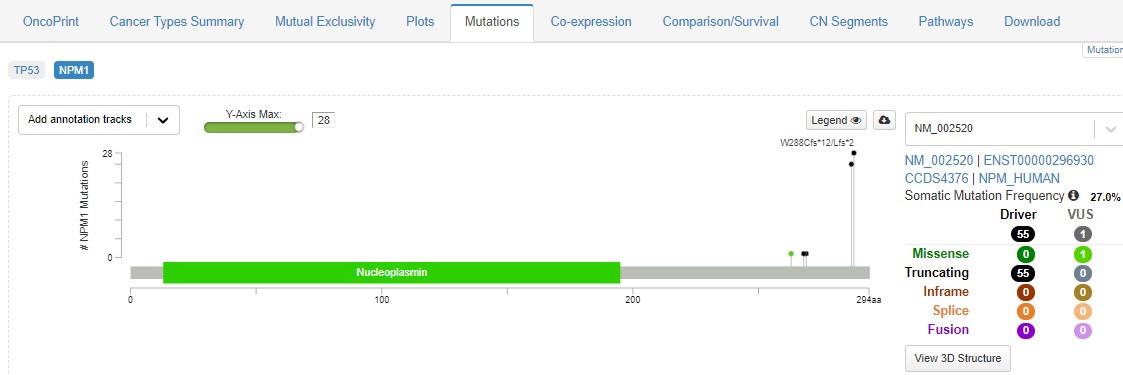 OncoPrint Cancer Types Summary Mutual Exclusivity Plots Mutations Co-expression Comparison/Survival CN Segments Pathways Download
Mutation
TP53 NPM1
Add annotation tracks
Y-Axis Max:
28
Legend
NM_002520
W288Cfs*12/Lfs*2
28
# NPM1 Mutations
0
Nucleoplasmin
0 100 200 294aa
NM_002520 | ENST00000296930
CCDS4376 | NPM_HUMAN
Somatic Mutation Frequency 27.0%
Driver VUS
55 1
Missense 0 1
Truncating 55 0
Inframe 0 0
Splice 0 0
Fusion 0 0
View 3D Structure